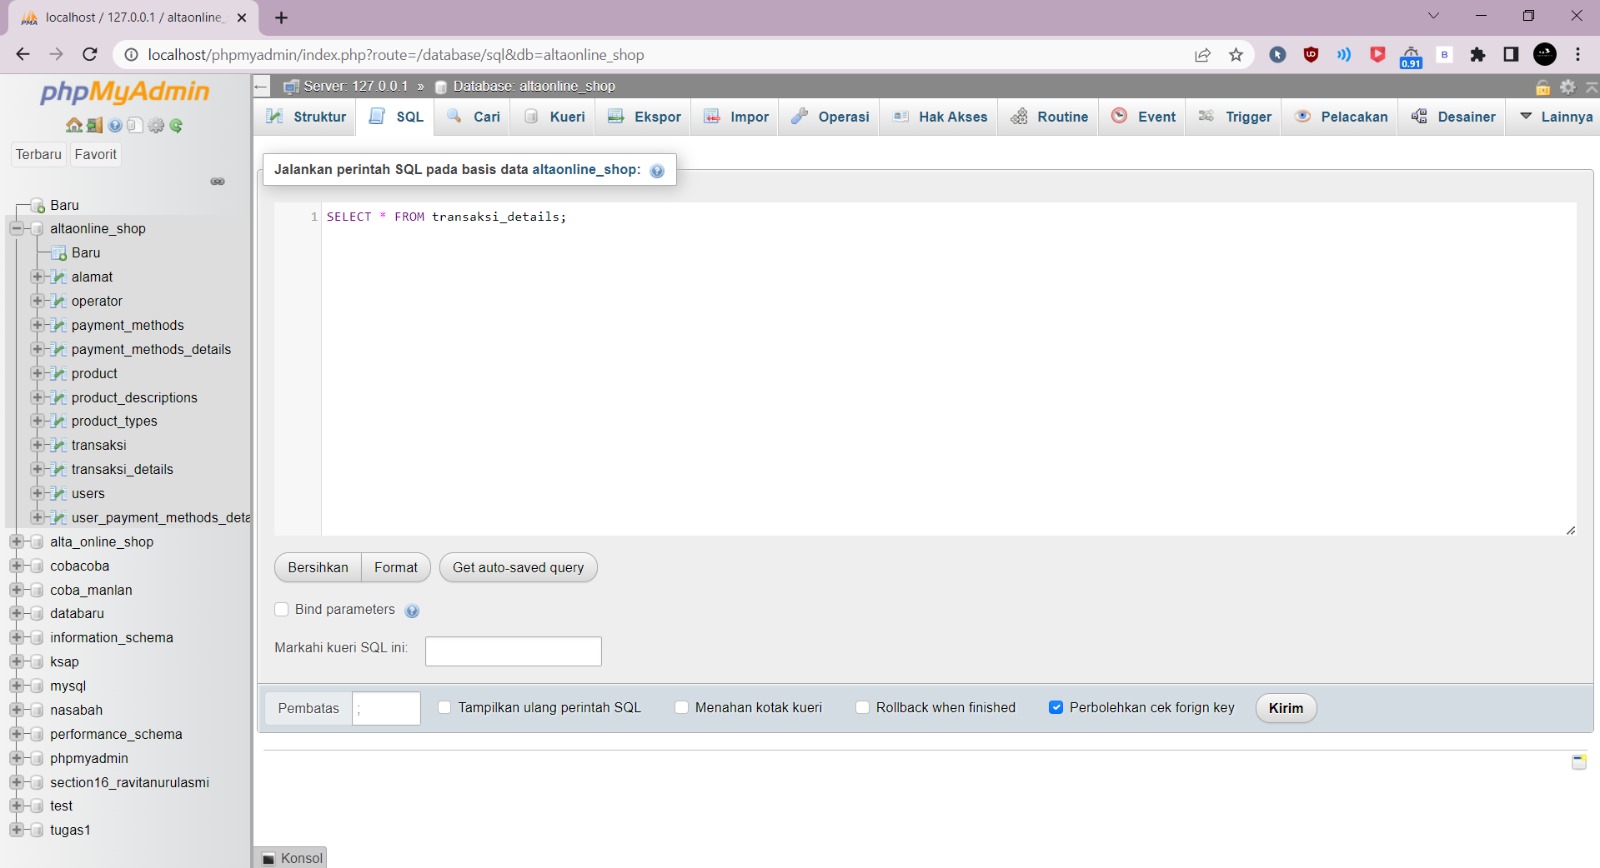 localhost / 127.0.0.1 / altaonline_
localhost/phpmyadmin/index.php?route=/database/sql&db=altaonline_shop
0.91
B
phpMyAdmin
Terbaru Favorit
Baru
altaonline_shop
Baru
alamat
operator
payment_methods
payment_methods_details
product
product_descriptions
product_types
transaksi
transaksi_details
users
user_payment_methods_deta
alta_online_shop
cobacoba
coba_manlan
databaru
information_schema
ksap
mysql
nasabah
performance_schema
phpmyadmin
section16_ravitanurulasmi
test
tugas1
Server: 127.0.0.1 » Database: altaonline_shop
Struktur SQL Cari Kueri Ekspor Impor Operasi Hak Akses Routine Event Trigger Pelacakan Desainer Lainnya
Jalankan perintah SQL pada basis data altaonline_shop:
1 SELECT * FROM transaksi_details;
Bersihkan Format Get auto-saved query
Bind parameters
Markahi kueri SQL ini:
Pembatas ; Tampilkan ulang perintah SQL Menahan kotak kueri Rollback when finished Perbolehkan cek forign key Kirim
Konsol